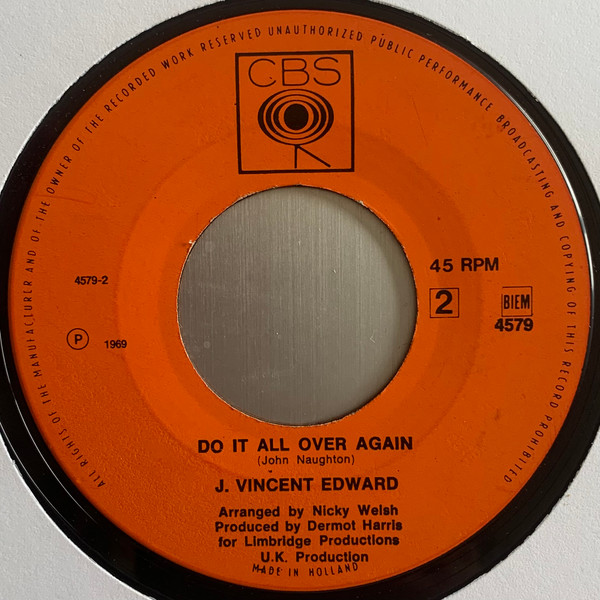 ALL RIGHTS OF THE MANUFACTURER AND OF THE OWNER OF THE RECORDED WORK RESERVED UNAUTHORIZED PUBLIC PERFORMANCE BROADCASTING AND COPYING OF THIS RECORD PROHIBITED
CBS
45 RPM
4579-2
2
BIEM
4579
P 1969
DO IT ALL OVER AGAIN
(John Naughton)
J. VINCENT EDWARD
Arranged by Nicky Welsh
Produced by Dermot Harris
for Limbridge Productions
U.K. Production
MADE IN HOLLAND